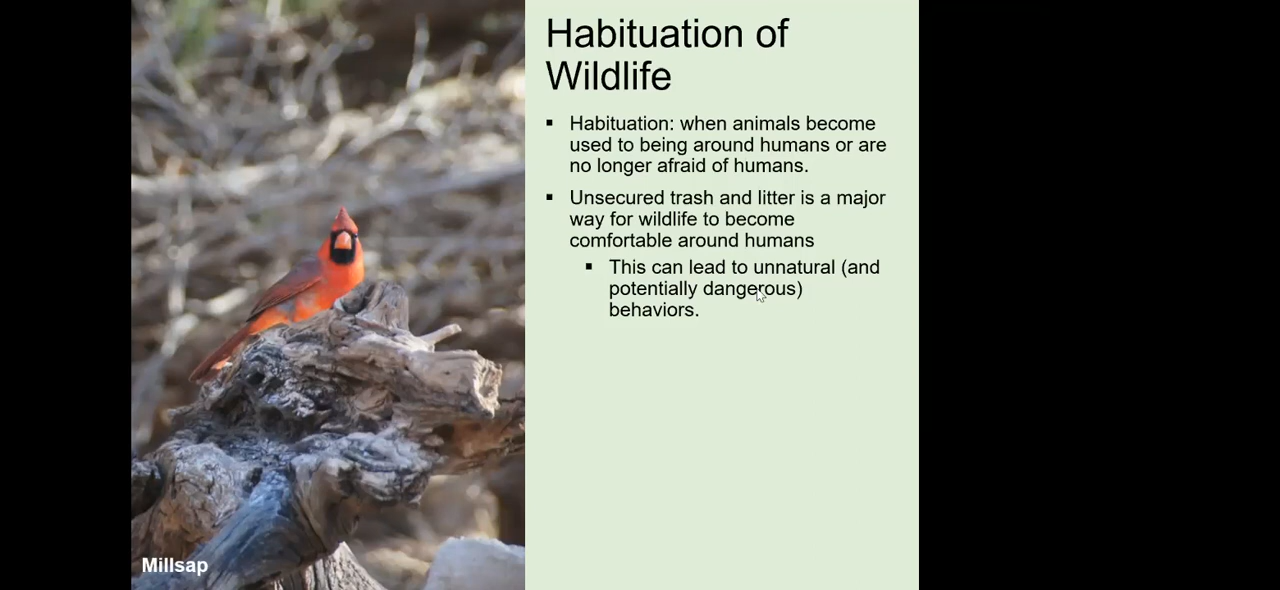 Habituation of
Wildlife
▪ Habituation: when animals become
used to being around humans or are
no longer afraid of humans.
▪ Unsecured trash and litter is a major
way for wildlife to become
comfortable around humans
▪ This can lead to unnatural (and
potentially dangerous)
behaviors.
Millsap